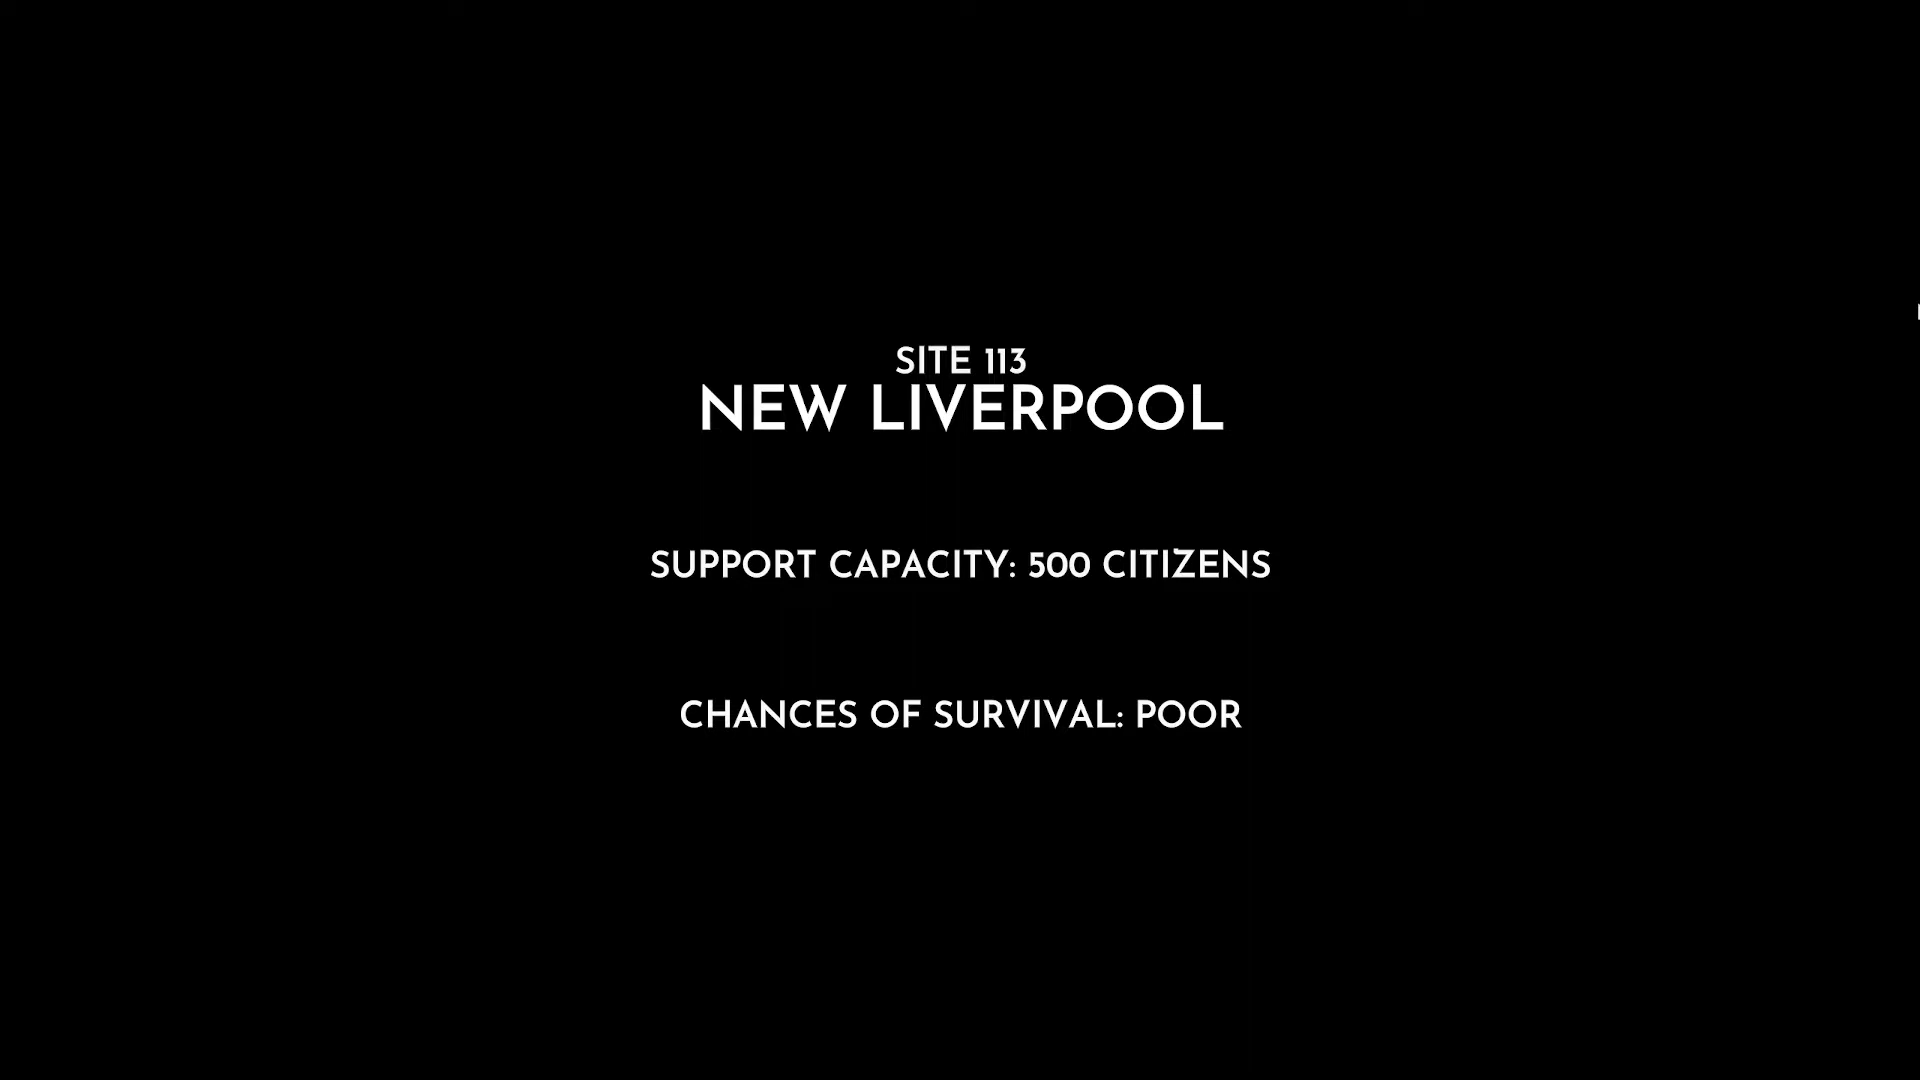 SITE 113
NEW LIVERPOOL
SUPPORT CAPACITY: 500 CITIZENS
CHANCES OF SURVIVAL: POOR